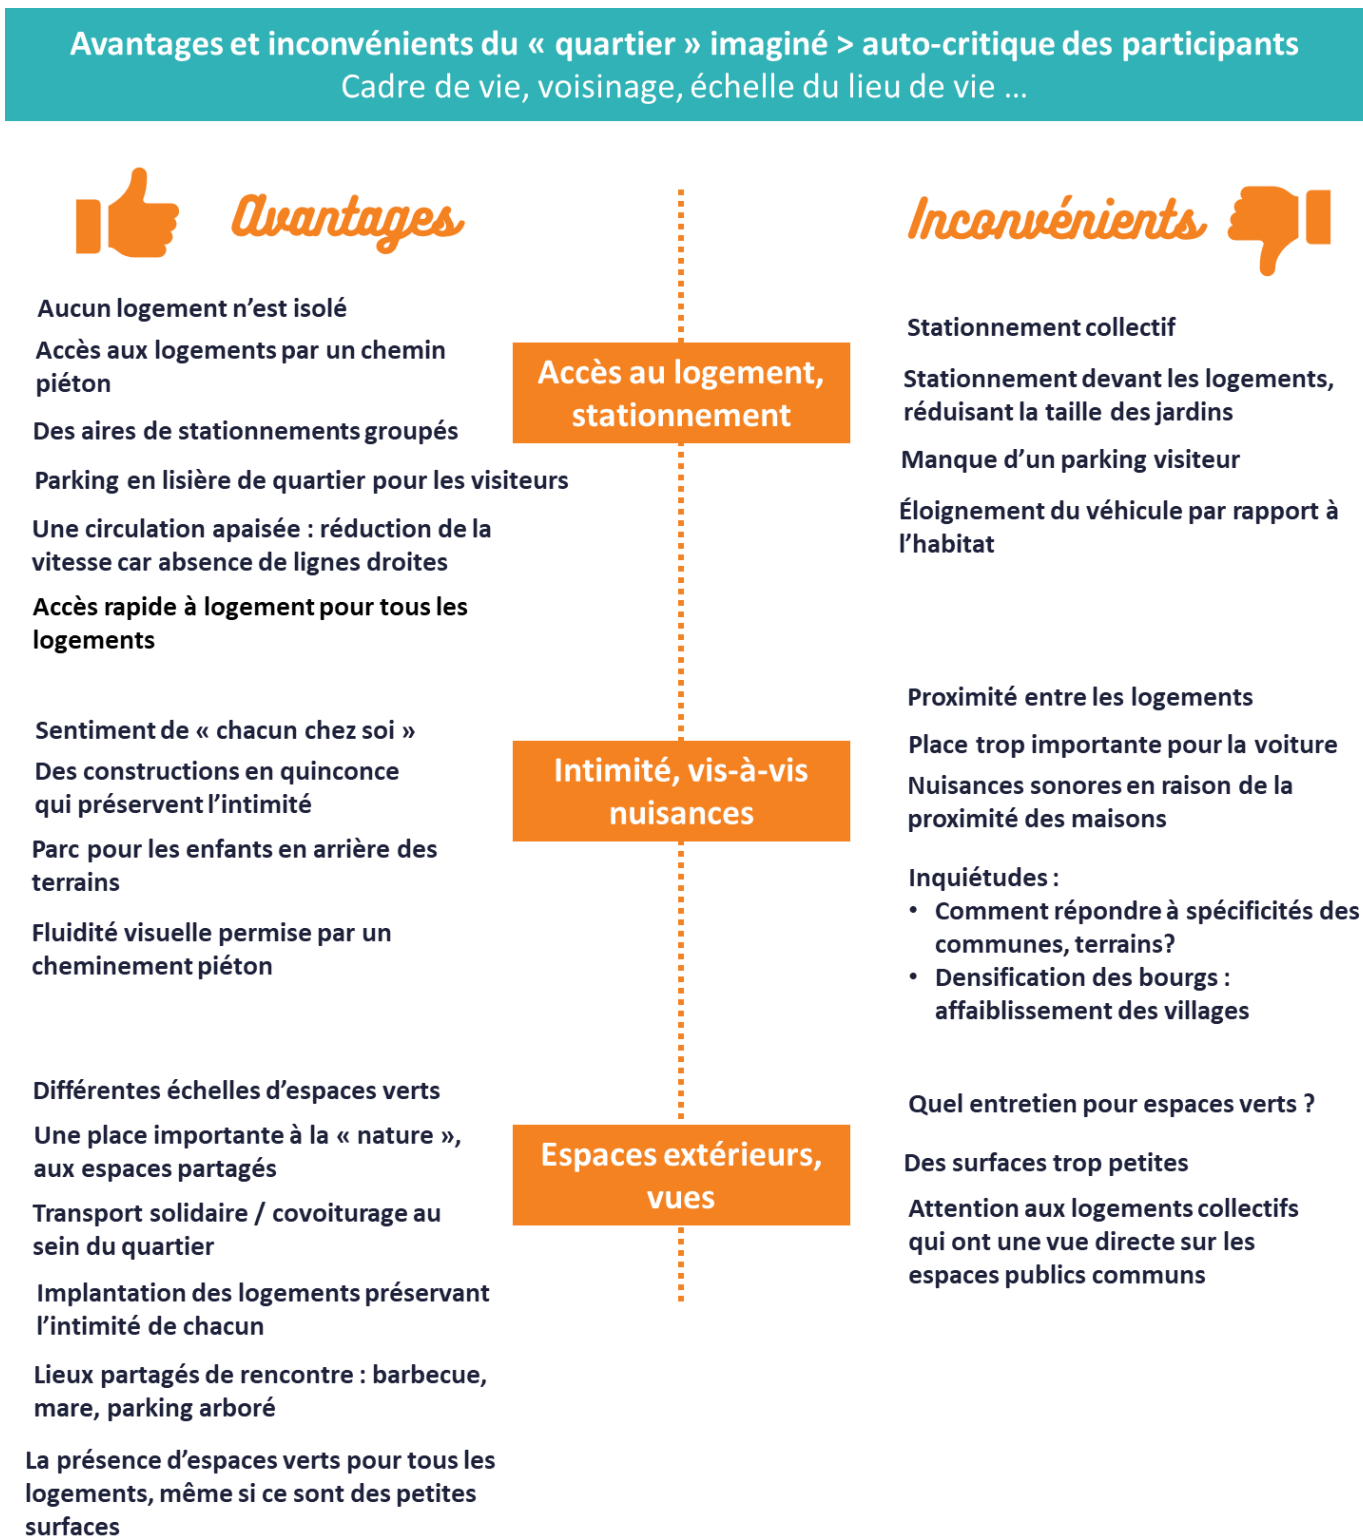 Avantages et inconvénients du « quartier » imaginé > auto-critique des participants
Cadre de vie, voisinage, échelle du lieu de vie ...
Avantages
Inconvénients
Accès au logement,
stationnement
Aucun logement n’est isolé
Accès aux logements par un chemin
piéton
Des aires de stationnements groupés
Parking en lisière de quartier pour les visiteurs
Une circulation apaisée : réduction de la
vitesse car absence de lignes droites
Accès rapide à logement pour tous les
logements
Stationnement collectif
Stationnement devant les logements,
réduisant la taille des jardins
Manque d’un parking visiteur
Éloignement du véhicule par rapport à
l’habitat
Intimité, vis-à-vis
nuisances
Sentiment de « chacun chez soi »
Des constructions en quinconce
qui préservent l’intimité
Parc pour les enfants en arrière des
terrains
Fluidité visuelle permise par un
cheminement piéton
Proximité entre les logements
Place trop importante pour la voiture
Nuisances sonores en raison de la
proximité des maisons
Inquiétudes :
• Comment répondre à spécificités des
communes, terrains?
• Densification des bourgs :
affaiblissement des villages
Espaces extérieurs,
vues
Différentes échelles d’espaces verts
Une place importante à la « nature »,
aux espaces partagés
Transport solidaire / covoiturage au
sein du quartier
Implantation des logements préservant
l’intimité de chacun
Lieux partagés de rencontre : barbecue,
mare, parking arboré
La présence d’espaces verts pour tous les
logements, même si ce sont des petites
surfaces
Quel entretien pour espaces verts ?
Des surfaces trop petites
Attention aux logements collectifs
qui ont une vue directe sur les
espaces publics communs